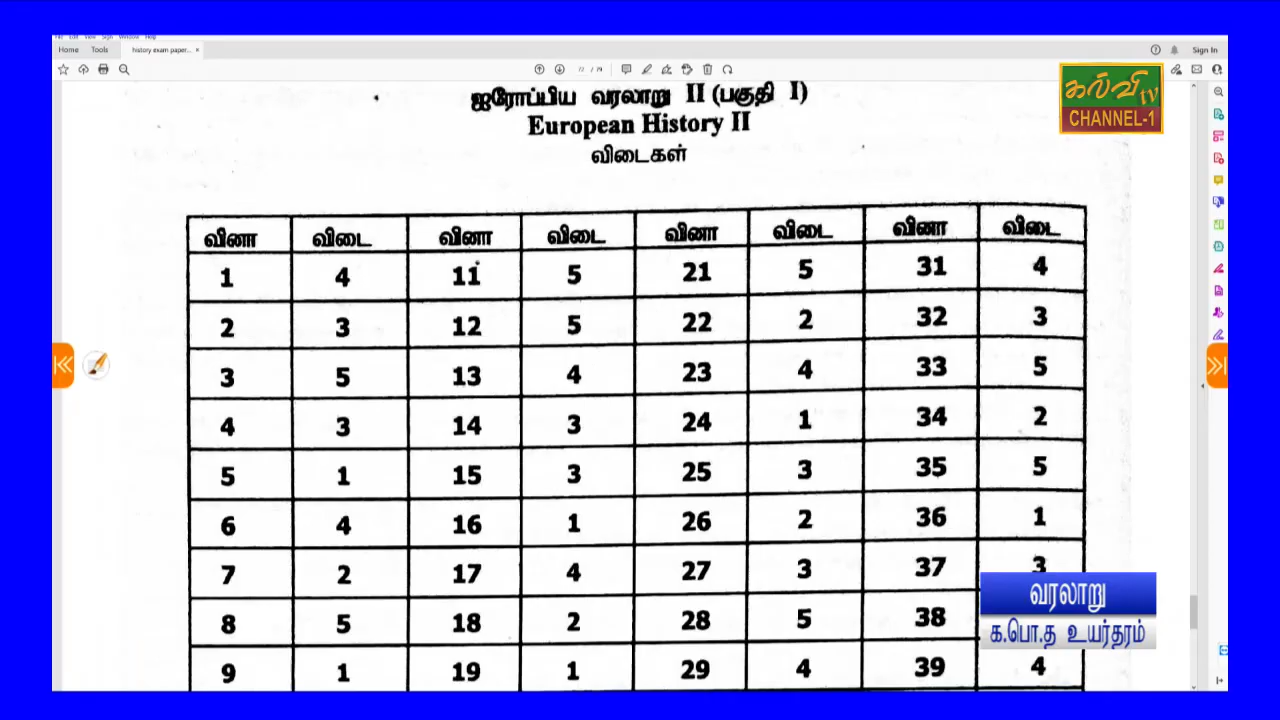 Home Tools history exam paper... ×
Sign In
கல்வி tv
CHANNEL-1
ஐரோப்பிய வரலாறு II (பகுதி I)
European History II
விடைகள்
வினா விடை வினா விடை வினா விடை வினா விடை
1 4 11 5 21 5 31 4
2 3 12 5 22 2 32 3
3 5 13 4 23 4 33 5
4 3 14 3 24 1 34 2
5 1 15 3 25 3 35 5
6 4 16 1 26 2 36 1
7 2 17 4 27 3 37 3
8 5 18 2 28 5 38
9 1 19 1 29 4 39 4
வரலாறு
க.பொ.த உயர்தரம்